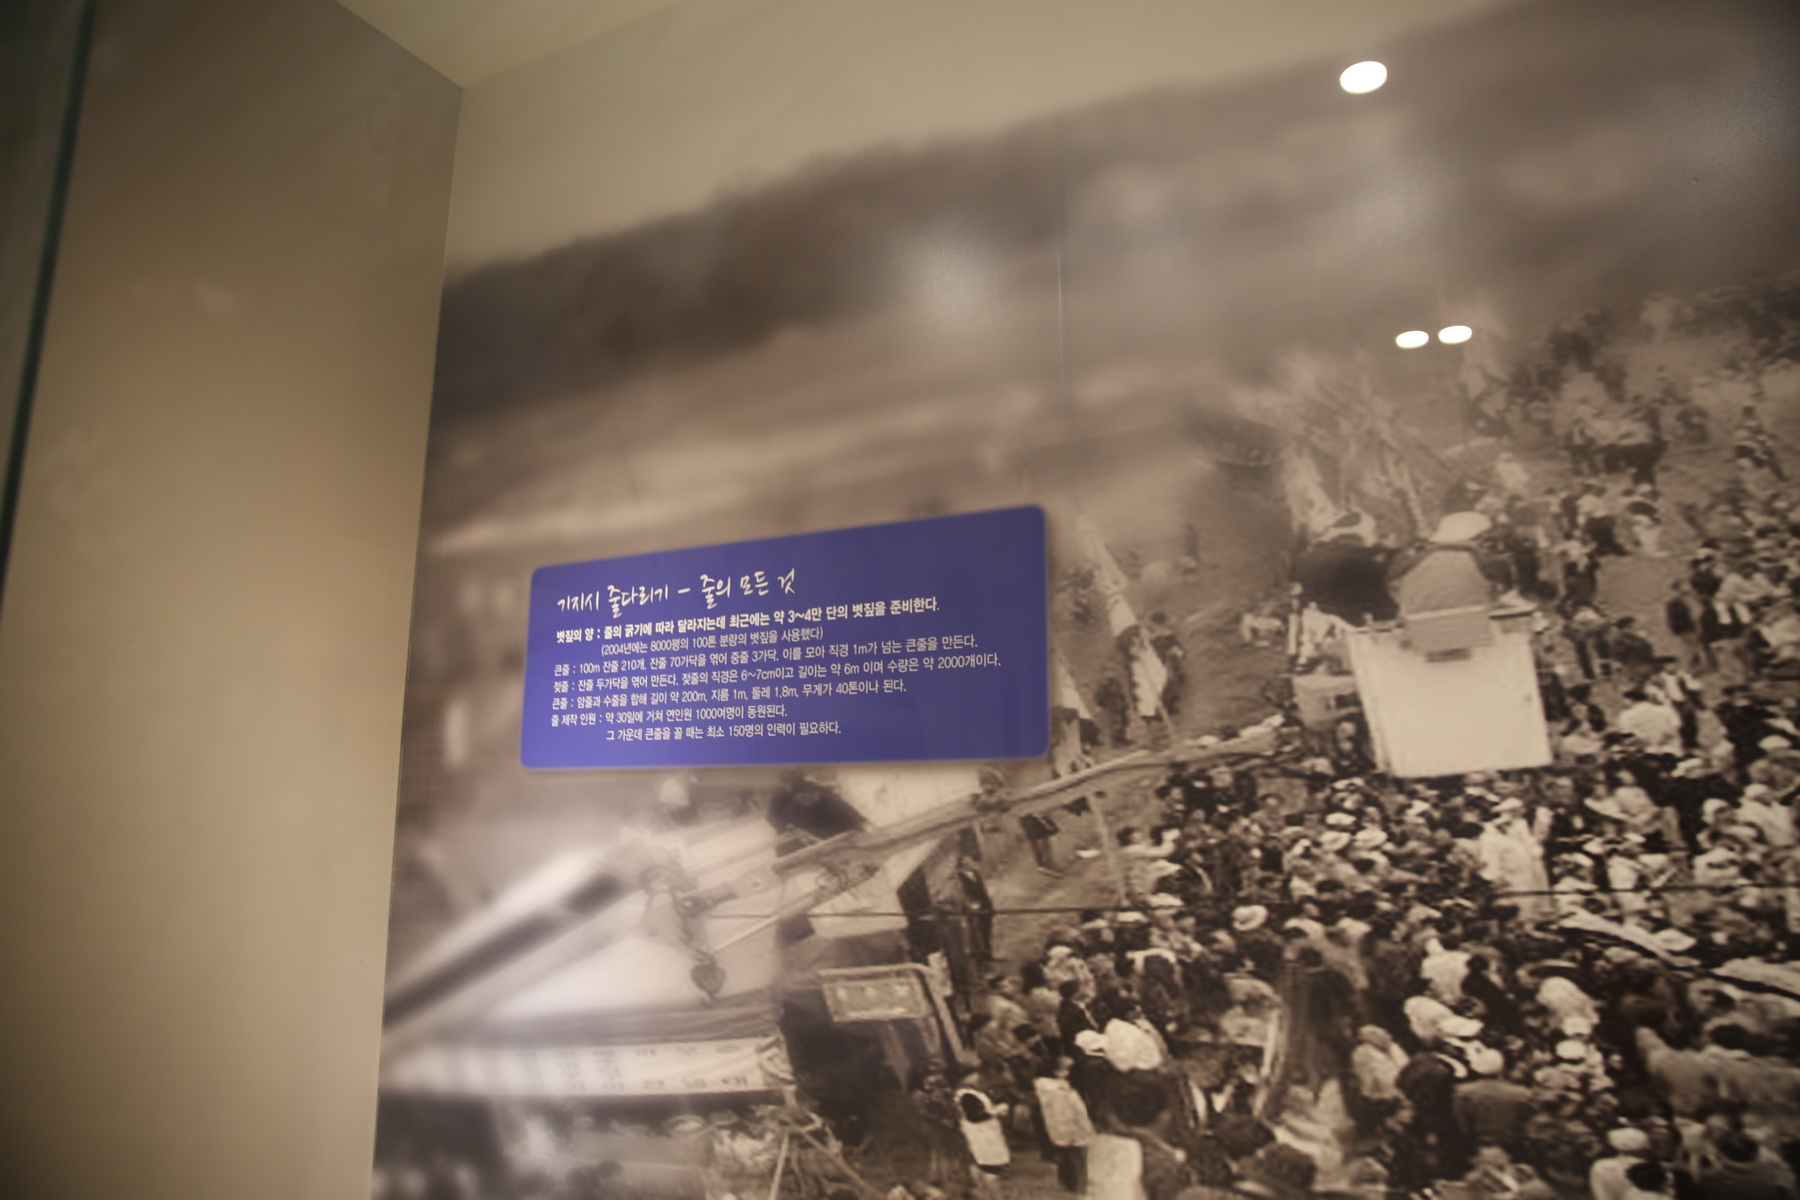 기지시 줄다리기 - 줄의 모든 것
볏짚의 양 : 줄의 굵기에 따라 달라지는데 최근에는 약 3~4만 단의 볏짚을 준비한다.
(2004년에는 8000평의 100톤 분량의 볏짚을 사용했다)
큰줄 : 100m 잔줄 210개. 잔줄 70가닥을 엮어 중줄 3가닥. 이를 모아 직경 1m가 넘는 큰줄을 만든다.
젖줄 : 잔줄 두가닥을 엮어 만든다. 젖줄의 직경은 6~7cm이고 길이는 약 6m 이며 수량은 약 2000개이다.
큰줄 : 암줄과 수줄을 합해 길이 약 200m, 지름 1m, 둘레 1.8m, 무게가 40톤이나 된다.
줄 제작 인원 : 약 30일에 거쳐 연인원 1000여명이 동원된다.
그 가운데 큰줄을 꼴 때는 최소 150명의 인력이 필요하다.